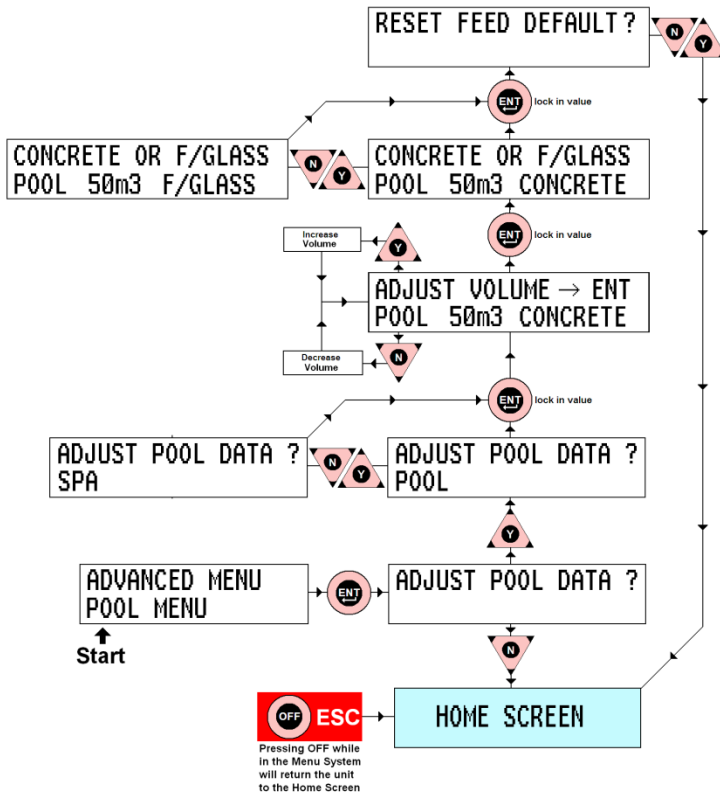 RESET FEED DEFAULT ?
N
Y
ENT
lock in value
CONCRETE OR F/GLASS
POOL 50m3 F/GLASS
N
Y
CONCRETE OR F/GLASS
POOL 50m3 CONCRETE
ENT
lock in value
Increase
Volume
Y
ADJUST VOLUME → ENT
POOL 50m3 CONCRETE
Decrease
Volume
N
ENT
lock in value
ADJUST POOL DATA ?
SPA
N
Y
ADJUST POOL DATA ?
POOL
Y
ADVANCED MENU
POOL MENU
ENT
ADJUST POOL DATA ?
Start
N
OFF ESC
HOME SCREEN
Pressing OFF while
in the Menu System
will return the unit
to the Home Screen